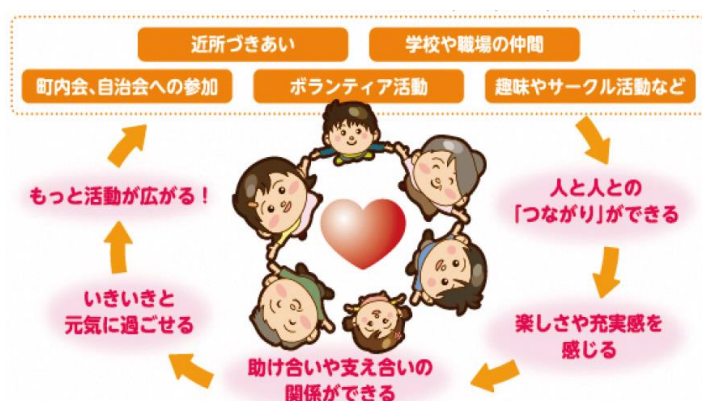 近所づきあい
学校や職場の仲間
町内会、自治会への参加
ボランティア活動
趣味やサークル活動など
人と人との
「つながり」ができる
楽しさや充実感を
感じる
助け合いや支え合いの
関係ができる
いきいきと
元気に過ごせる
もっと活動が広がる！